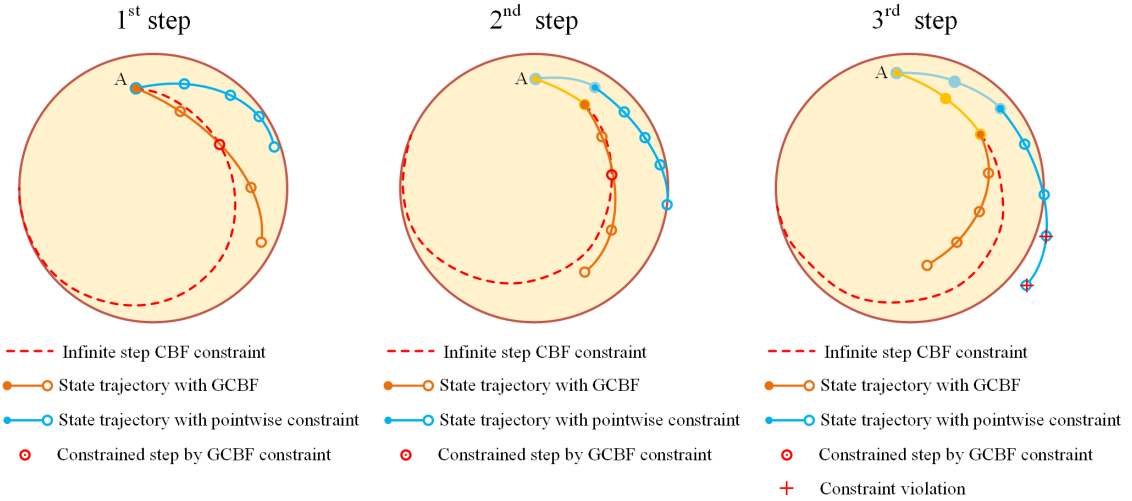 1st step
2nd step
3rd step
A
A
A
Infinite step CBF constraint
State trajectory with GCBF
State trajectory with pointwise constraint
Constrained step by GCBF constraint
Infinite step CBF constraint
State trajectory with GCBF
State trajectory with pointwise constraint
Constrained step by GCBF constraint
Infinite step CBF constraint
State trajectory with GCBF
State trajectory with pointwise constraint
Constrained step by GCBF constraint
Constraint violation